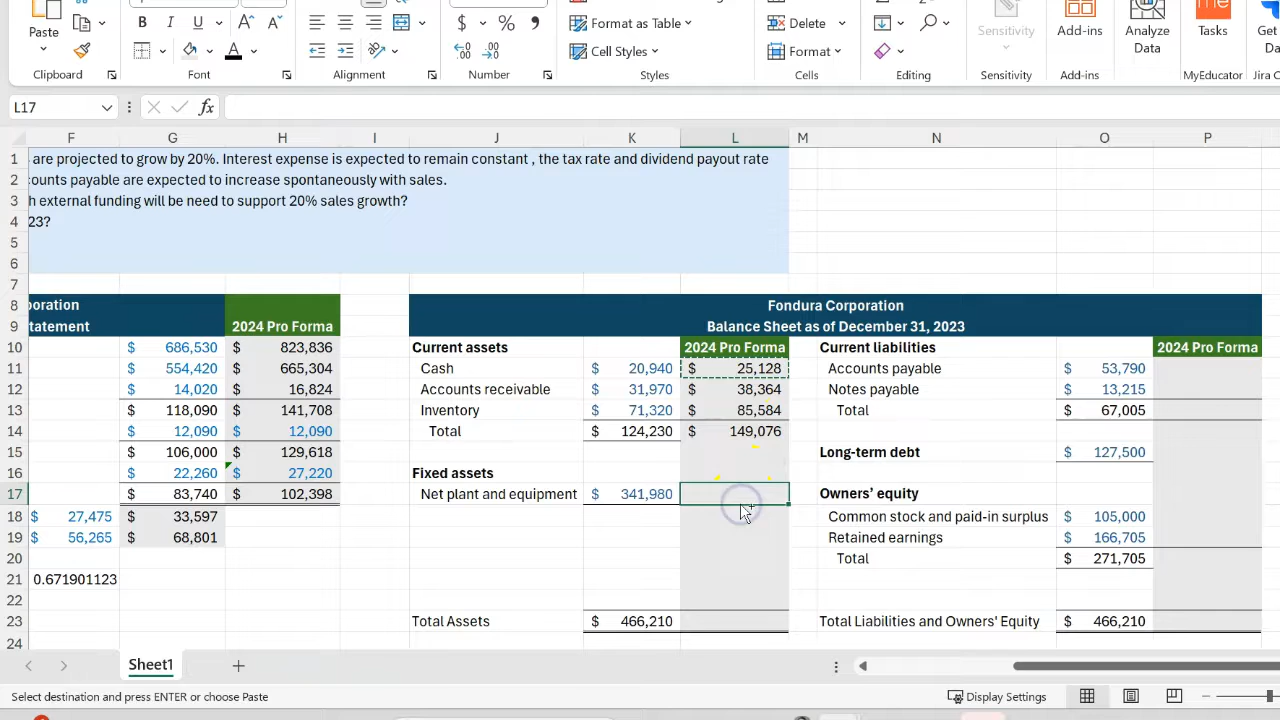 Paste
B I U A A
$ % 9
Format as Table
Cell Styles
Delete
Format
Sensitivity
Add-ins
Analyze
Data
Tasks
Get
Clipboard
Font
Alignment
Number
Styles
Cells
Editing
Sensitivity
Add-ins
MyEducator
Jira C
L17
fx
F G H I J K L M N O P
1 are projected to grow by 20%. Interest expense is expected to remain constant , the tax rate and dividend payout rate
2 counts payable are expected to increase spontaneously with sales.
3 h external funding will be need to support 20% sales growth?
4 23?
5
6
7
8 poration Fondura Corporation
9 tatement 2024 Pro Forma Balance Sheet as of December 31, 2023
10 $ 686,530 $ 823,836 Current assets 2024 Pro Forma Current liabilities 2024 Pro Forma
11 $ 554,420 $ 665,304 Cash $ 20,940 $ 25,128 Accounts payable $ 53,790
12 $ 14,020 $ 16,824 Accounts receivable $ 31,970 $ 38,364 Notes payable $ 13,215
13 $ 118,090 $ 141,708 Inventory $ 71,320 $ 85,584 Total $ 67,005
14 $ 12,090 $ 12,090 Total $ 124,230 $ 149,076
15 $ 106,000 $ 129,618 Long-term debt $ 127,500
16 $ 22,260 $ 27,220 Fixed assets
17 $ 83,740 $ 102,398 Net plant and equipment $ 341,980 Owners’ equity
18 $ 27,475 $ 33,597 Common stock and paid-in surplus $ 105,000
19 $ 56,265 $ 68,801 Retained earnings $ 166,705
20 Total $ 271,705
21 0.671901123
22
23 Total Assets $ 466,210 Total Liabilities and Owners' Equity $ 466,210
24
Sheet1
Select destination and press ENTER or choose Paste
Display Settings